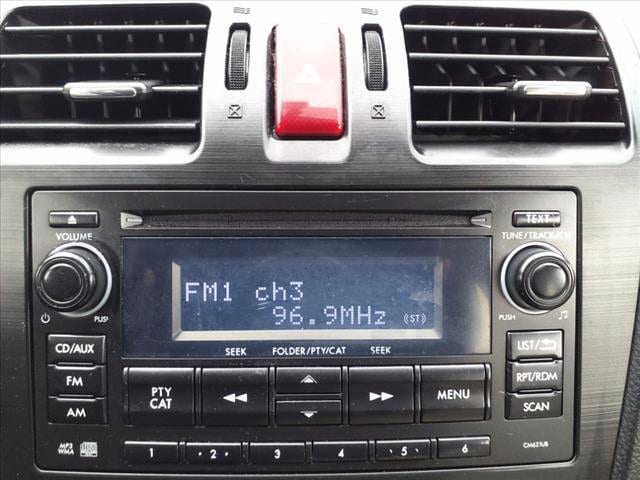 TEXT
VOLUME
TUNE/TRACK/CH
FM1 ch3
96.9MHz (ST)
PUSH
PUSH
SEEK FOLDER/PTY/CAT SEEK
CD/AUX
LIST/
FM
PTY
CAT
MENU
RPT/RDM
AM
SCAN
MP3
WMA
1 2 3 4 5 6
CM621UB